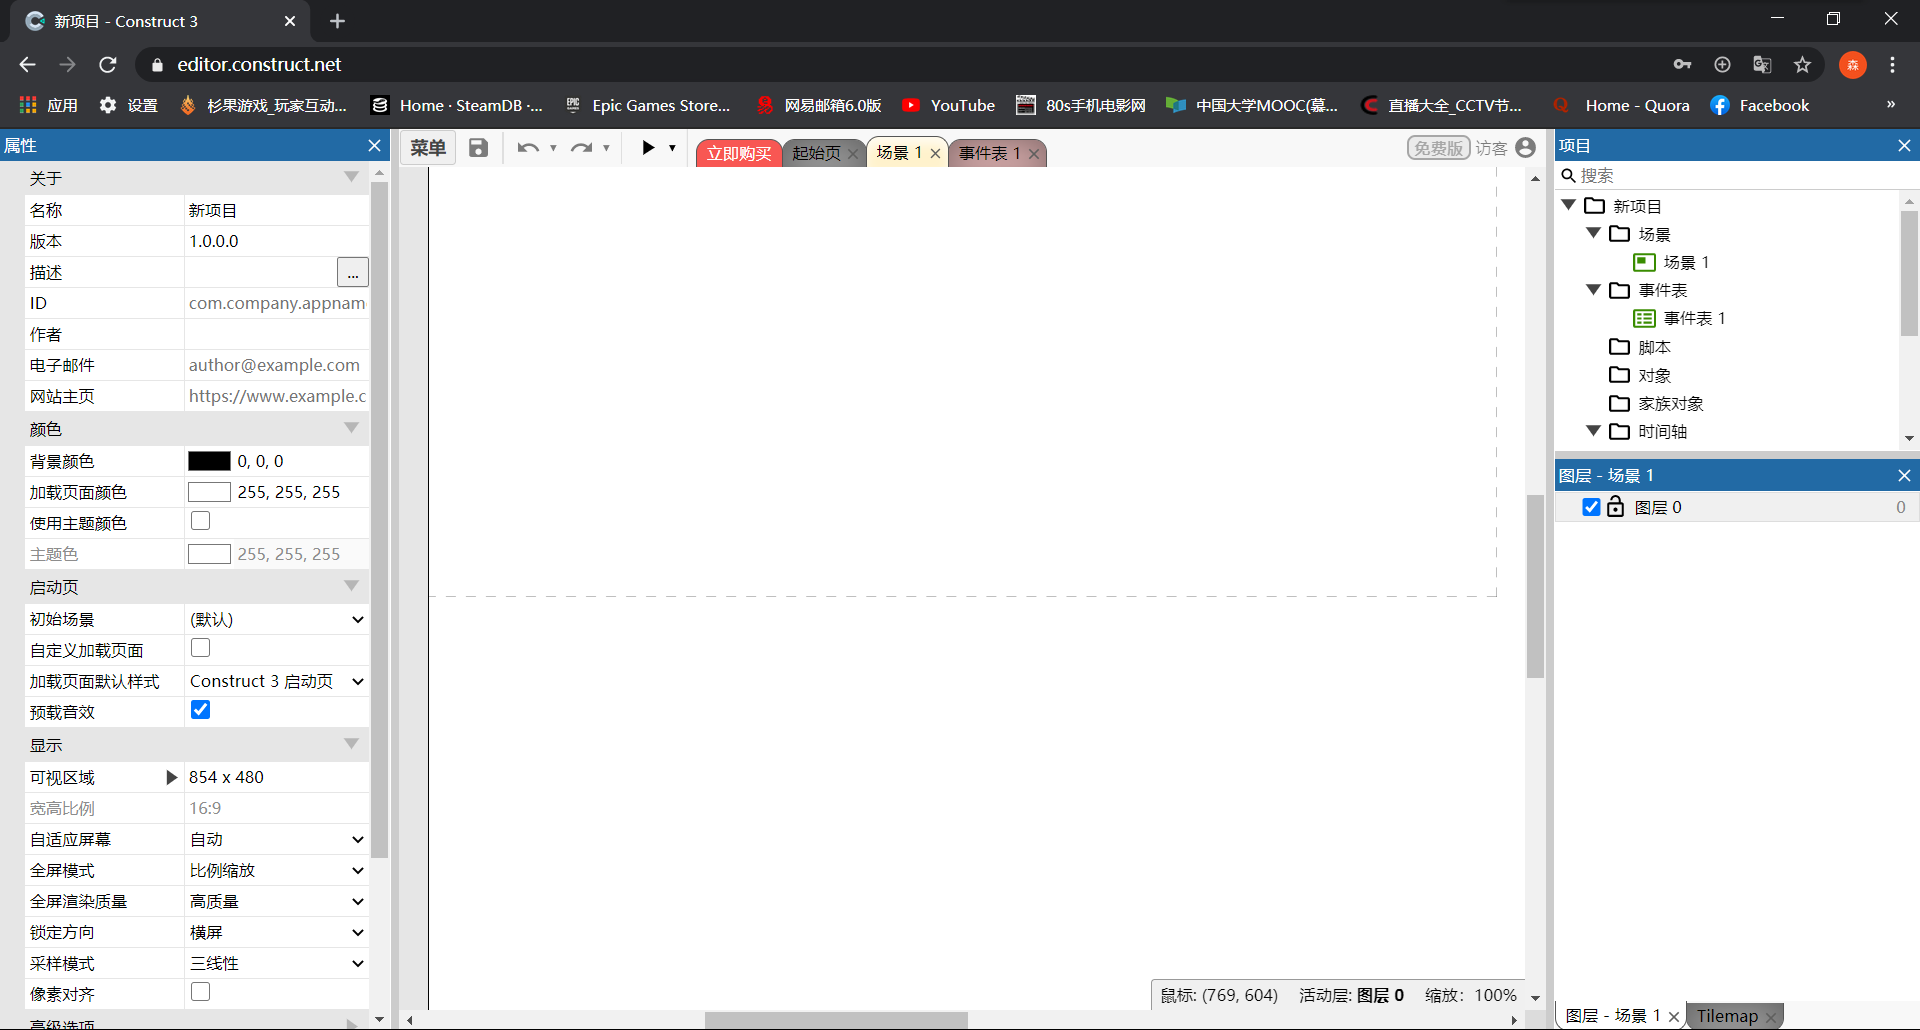 新项目 - Construct 3
editor.construct.net
森
应用
设置
杉果游戏_玩家互动...
Home · SteamDB ·...
EPIC GAMES
Epic Games Store...
网易邮箱6.0版
YouTube
80s手机电影网
中国大学MOOC(慕...
直播大全_CCTV节...
Home - Quora
Facebook
»
属性
关于
名称 新项目
版本 1.0.0.0
描述 ...
ID com.company.appnam
作者
电子邮件 author@example.com
网站主页 https://www.example.c
颜色
背景颜色 0, 0, 0
加载页面颜色 255, 255, 255
使用主题颜色
主题色 255, 255, 255
启动页
初始场景 (默认)
自定义加载页面
加载页面默认样式 Construct 3 启动页
预载音效
显示
可视区域 854 x 480
宽高比例 16:9
自适应屏幕 自动
全屏模式 比例缩放
全屏渲染质量 高质量
锁定方向 横屏
采样模式 三线性
像素对齐
高级选项
菜单
立即购买
起始页
场景 1
事件表 1
免费版 访客
鼠标: (769, 604) 活动层: 图层 0 缩放: 100%
项目
搜索
新项目
场景
场景 1
事件表
事件表 1
脚本
对象
家族对象
时间轴
图层 - 场景 1
图层 0 0
图层 - 场景 1
Tilemap